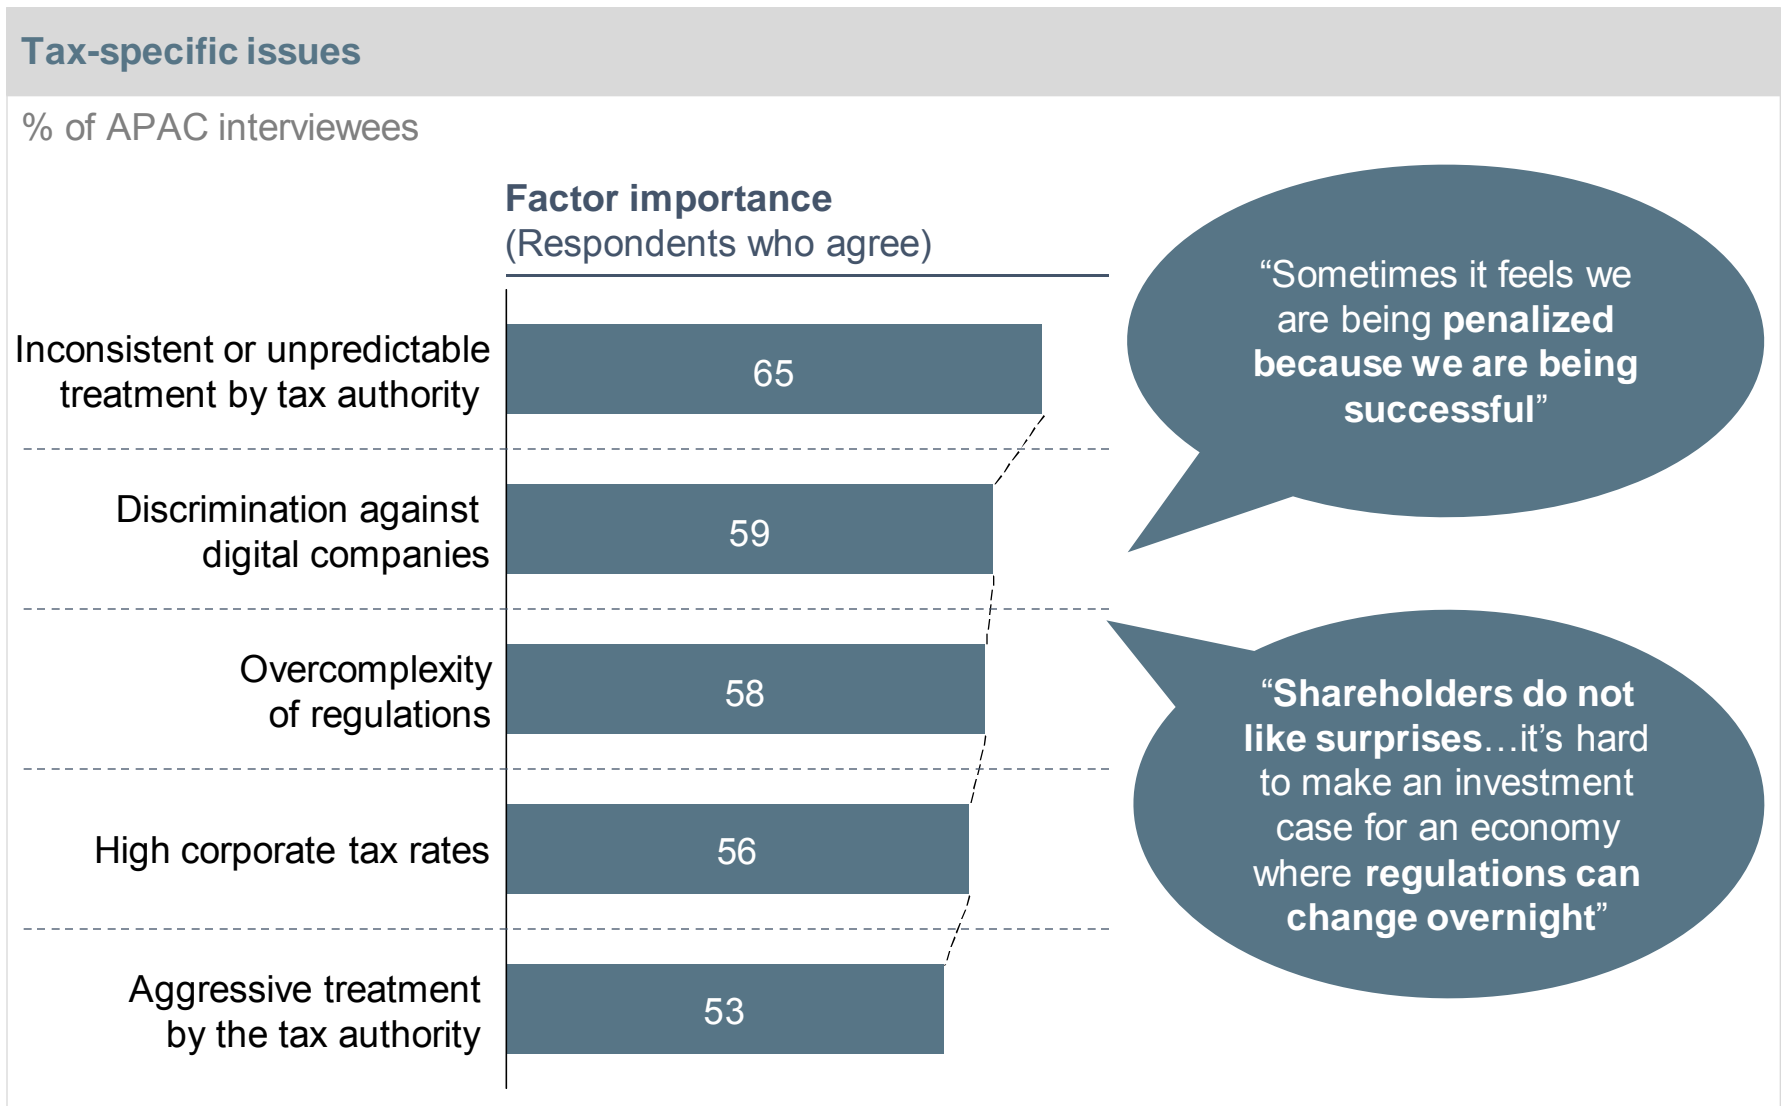 Tax-specific issues
% of APAC interviewees
Factor importance
(Respondents who agree)
Inconsistent or unpredictable
treatment by tax authority
65
Discrimination against
digital companies
59
Overcomplexity
of regulations
58
High corporate tax rates
56
Aggressive treatment
by the tax authority
53
“Sometimes it feels we
are being penalized
because we are being
successful”
“Shareholders do not
like surprises…it’s hard
to make an investment
case for an economy
where regulations can
change overnight”